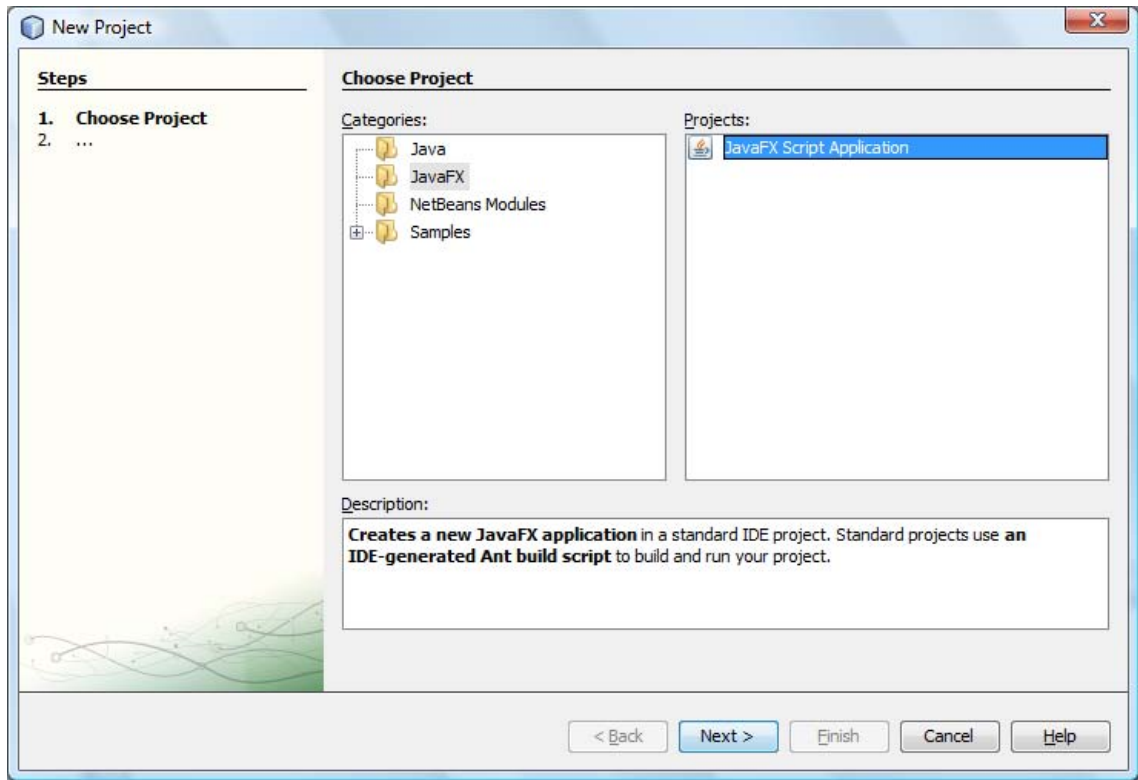 New Project
Steps
1. Choose Project
2. ...
Choose Project
Categories:
Java
JavaFX
NetBeans Modules
Samples
Projects:
JavaFX Script Application
Description:
Creates a new JavaFX application in a standard IDE project. Standard projects use an
IDE-generated Ant build script to build and run your project.
< Back
Next >
Finish
Cancel
Help